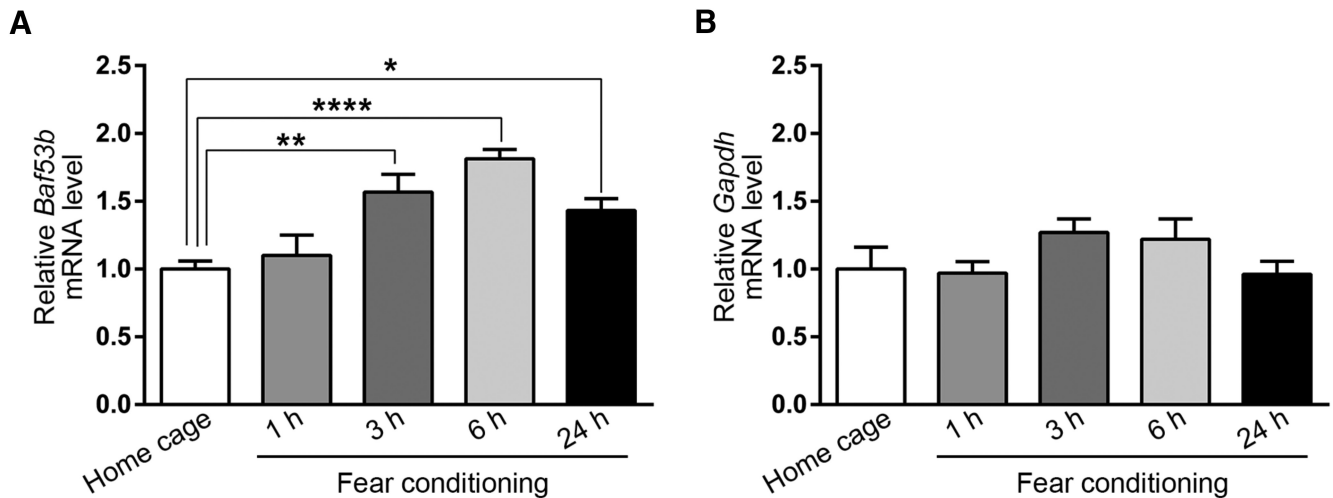 A
Relative Baf53b
mRNA level
2.5
2.0
1.5
1.0
0.5
0.0
*
****
**
Home cage
1 h
3 h
6 h
24 h
Fear conditioning
B
Relative Gapdh
mRNA level
2.5
2.0
1.5
1.0
0.5
0.0
Home cage
1 h
3 h
6 h
24 h
Fear conditioning